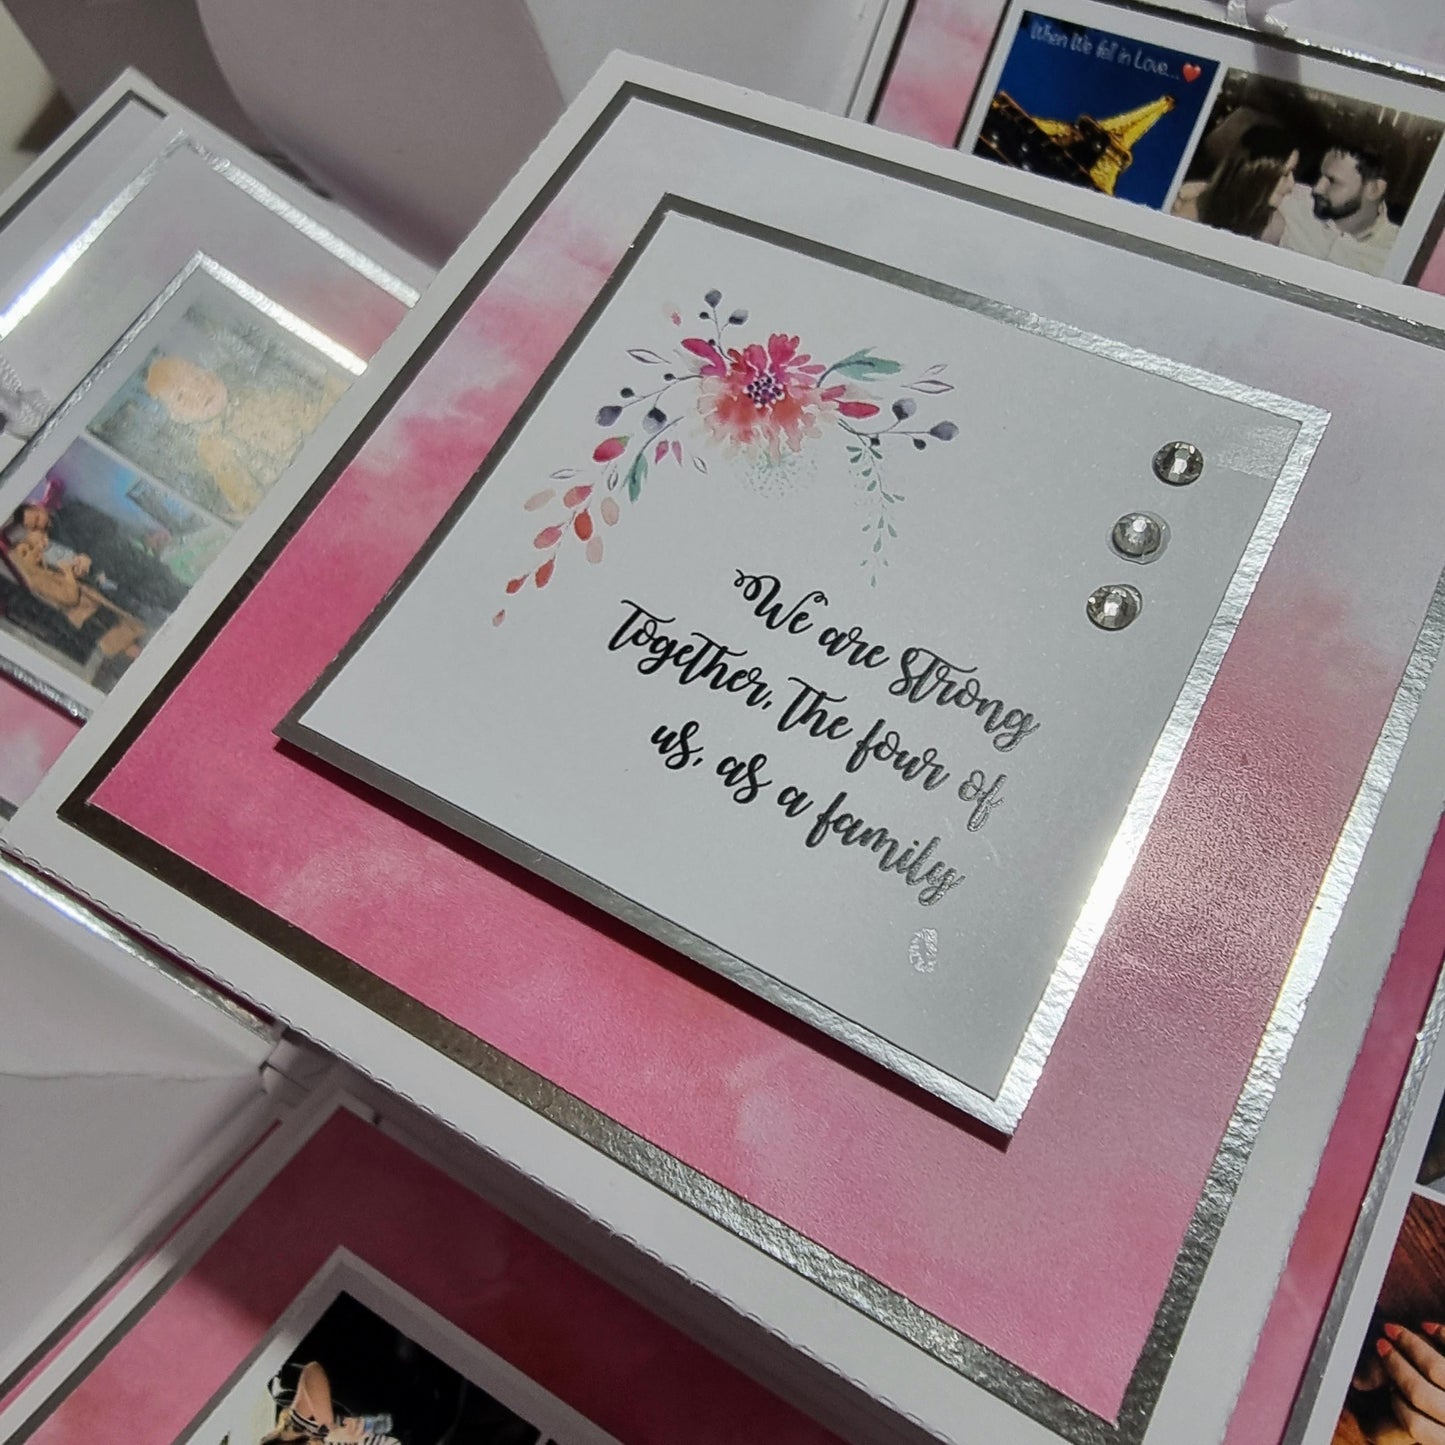 When We fell in Love...❤️
We are strong
together, the four of
us, as a family